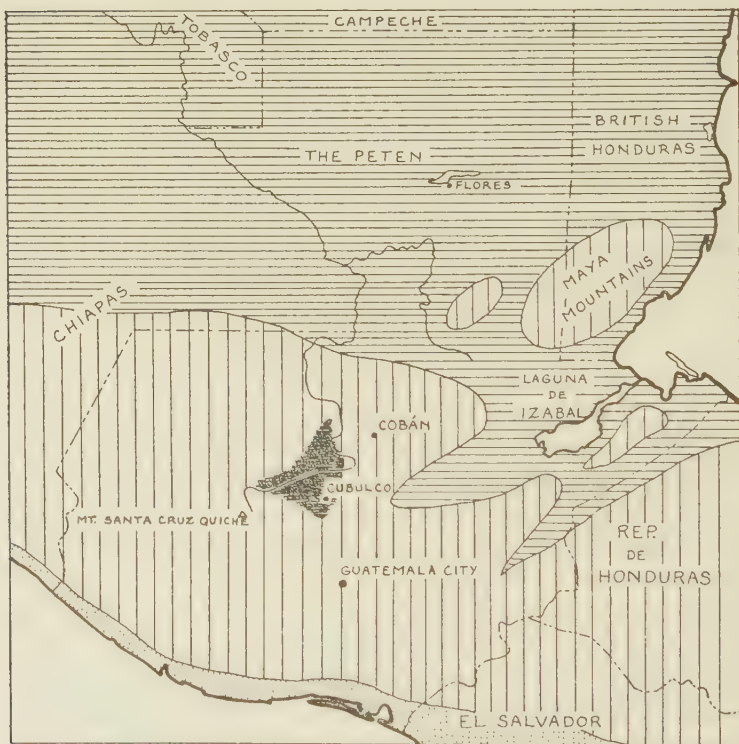 CAMPECHE
TOBASCO
BRITISH
HONDURAS
THE PETEN
FLORES
MAYA
MOUNTAINS
CHIAPAS
LAGUNA
DE
IZABAL
COBÁN
CUBULCO
MT. SANTA CRUZ QUICHÉ
REP.
DE
HONDURAS
GUATEMALA CITY
EL SALVADOR